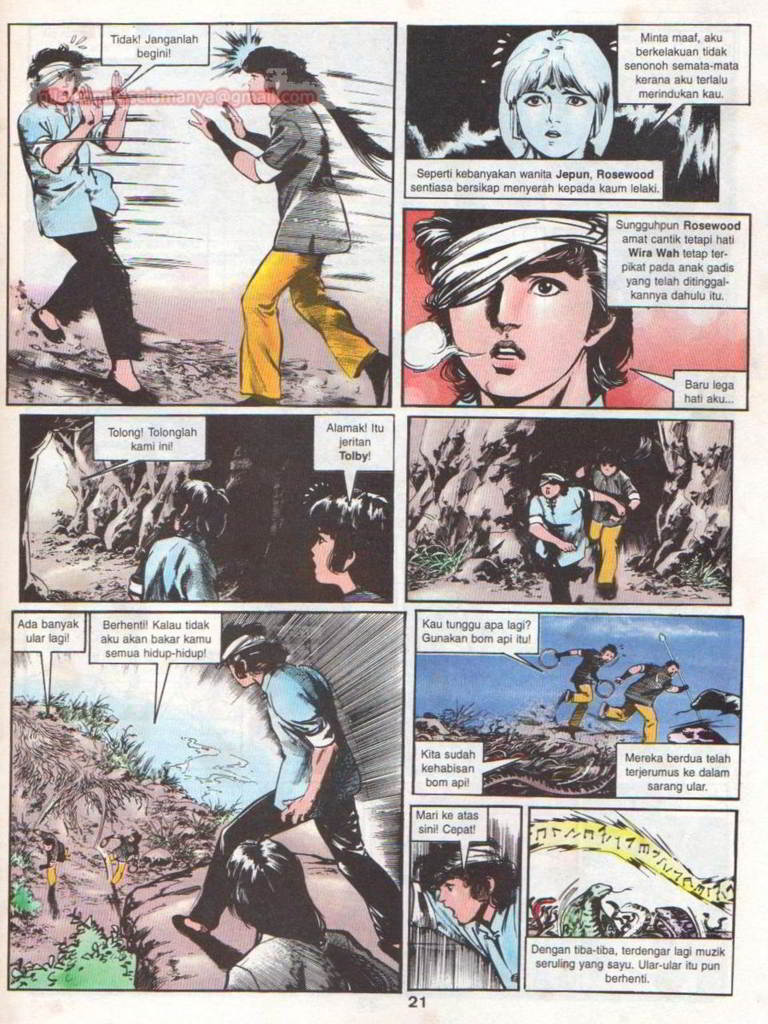 Tidak! Janganlah
begini!
Minta maaf, aku
berkelakuan tidak
senonoh semata-mata
kerana aku terlalu
merindukan kau.
Seperti kebanyakan wanita Jepun, Rosewood
sentiasa bersikap menyerah kepada kaum lelaki.
Sungguhpun Rosewood
amat cantik tetapi hati
Wira Wah tetap ter-
pikat pada anak gadis
yang telah ditinggal-
kannya dahulu itu.
Baru lega
hati aku...
Tolong! Tolonglah
kami ini!
Alamak! Itu
jeritan
Tolby!
Ada banyak
ular lagi!
Berhenti! Kalau tidak
aku akan bakar kamu
semua hidup-hidup!
Kau tunggu apa lagi?
Gunakan bom api itu!
Kita sudah
kehabisan
bom api!
Mereka berdua telah
terjerumus ke dalam
sarang ular.
Mari ke atas
sini! Cepat!
Dengan tiba-tiba, terdengar lagi muzik
seruling yang sayu. Ular-ular itu pun
berhenti.
21